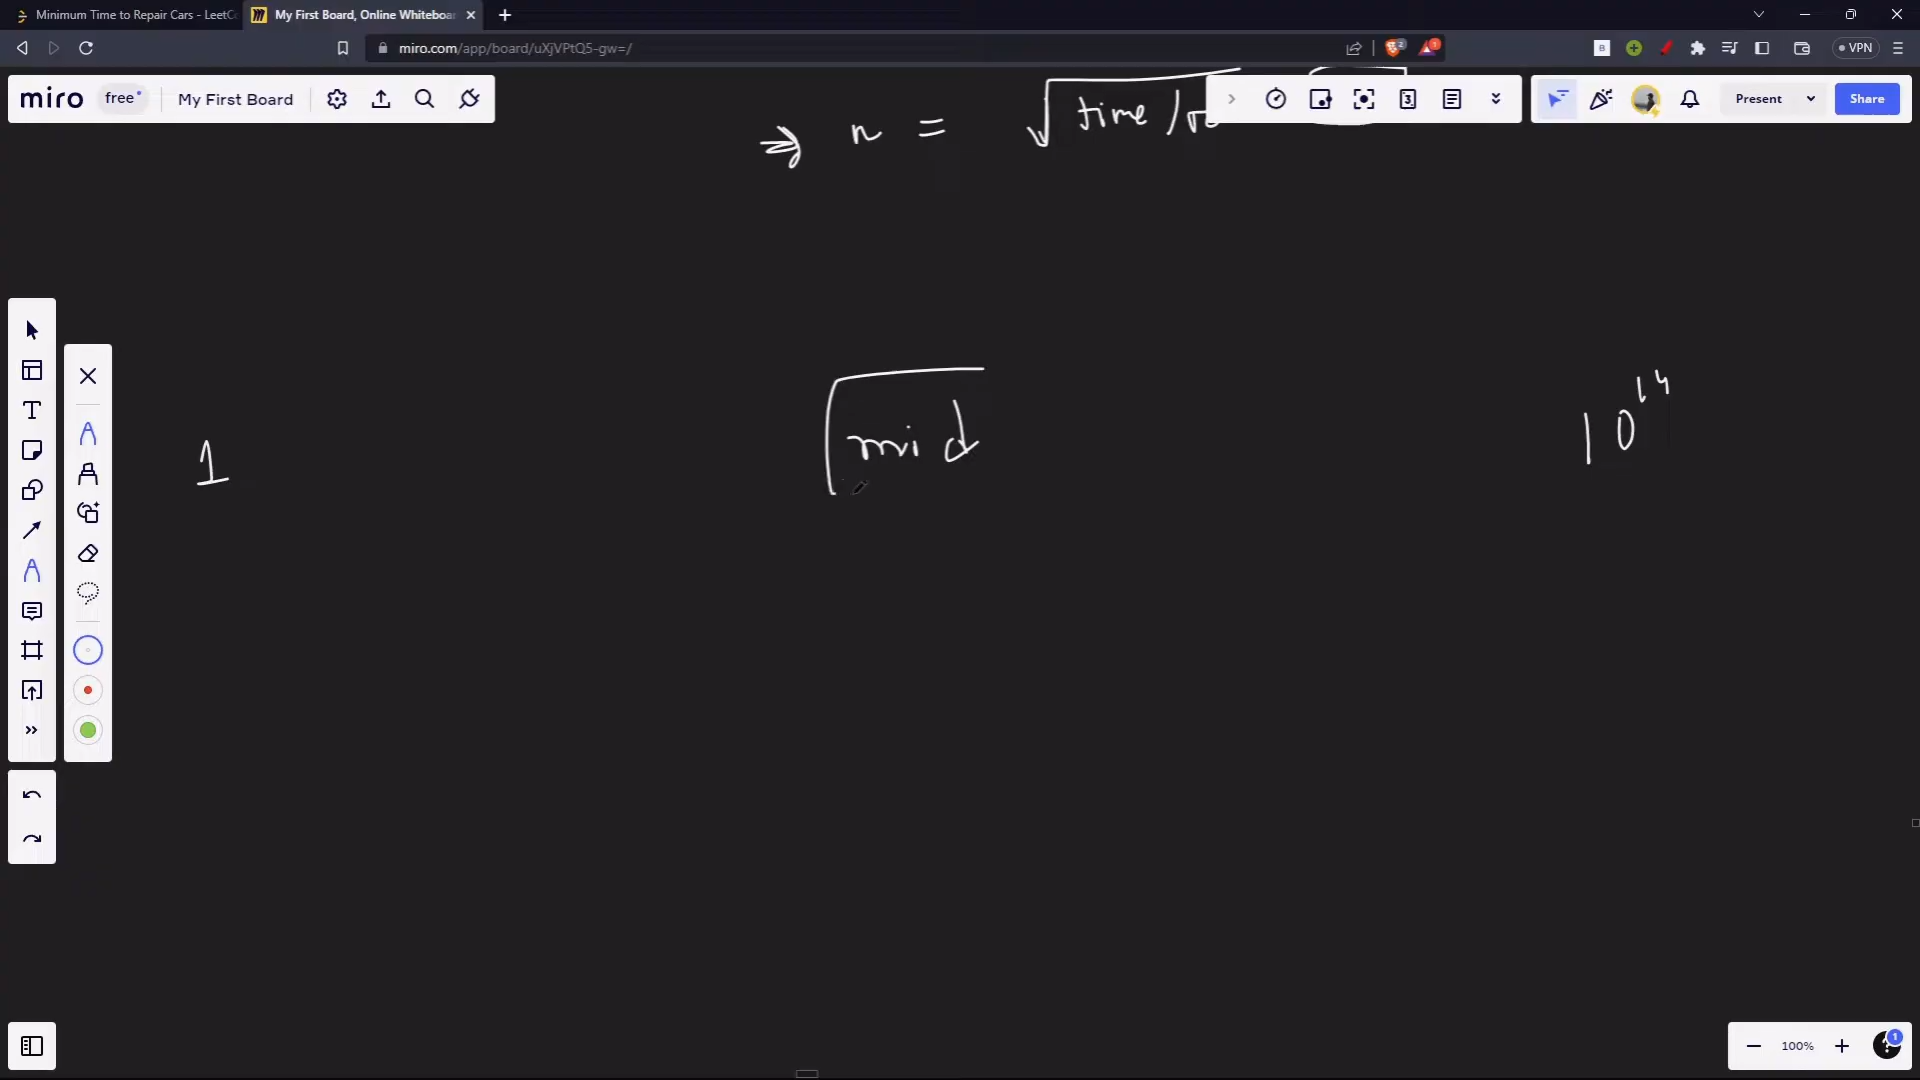 Minimum Time to Repair Cars - LeetC
My First Board, Online Whiteboa
miro.com/app/board/uXjVPtQ5-gw=/
VPN
miro free My First Board
Present Share
n = √time/
mid
1
10¹⁴
100%
1